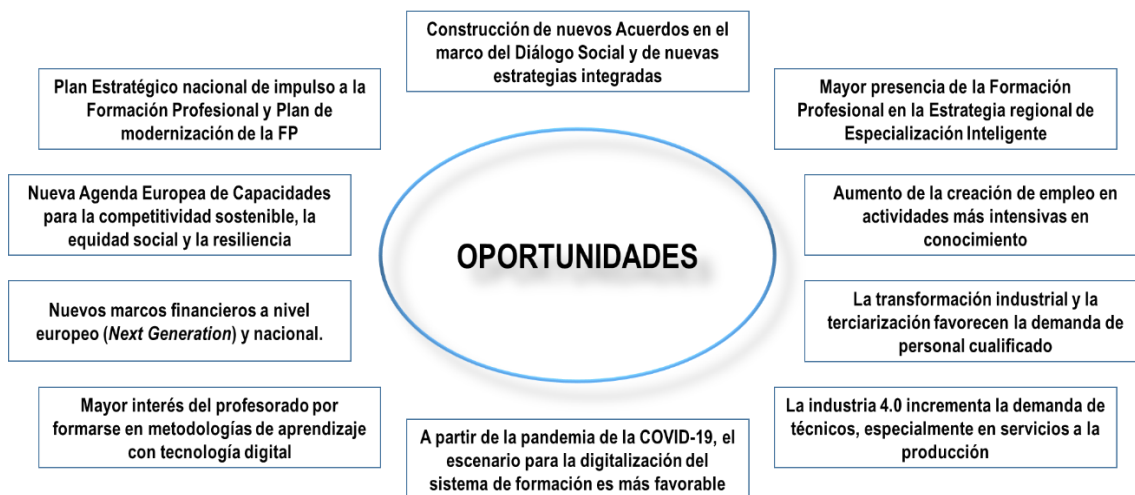 Construcción de nuevos Acuerdos en el
marco del Diálogo Social y de nuevas
estrategias integradas
Plan Estratégico nacional de impulso a la
Formación Profesional y Plan de
modernización de la FP
Mayor presencia de la Formación
Profesional en la Estrategia regional de
Especialización Inteligente
Nueva Agenda Europea de Capacidades
para la competitividad sostenible, la
equidad social y la resiliencia
Aumento de la creación de empleo en
actividades más intensivas en
conocimiento
OPORTUNIDADES
Nuevos marcos financieros a nivel
europeo (Next Generation) y nacional.
La transformación industrial y la
terciarización favorecen la demanda de
personal cualificado
Mayor interés del profesorado por
formarse en metodologías de aprendizaje
con tecnología digital
A partir de la pandemia de la COVID-19, el
escenario para la digitalización del
sistema de formación es más favorable
La industria 4.0 incrementa la demanda de
técnicos, especialmente en servicios a la
producción